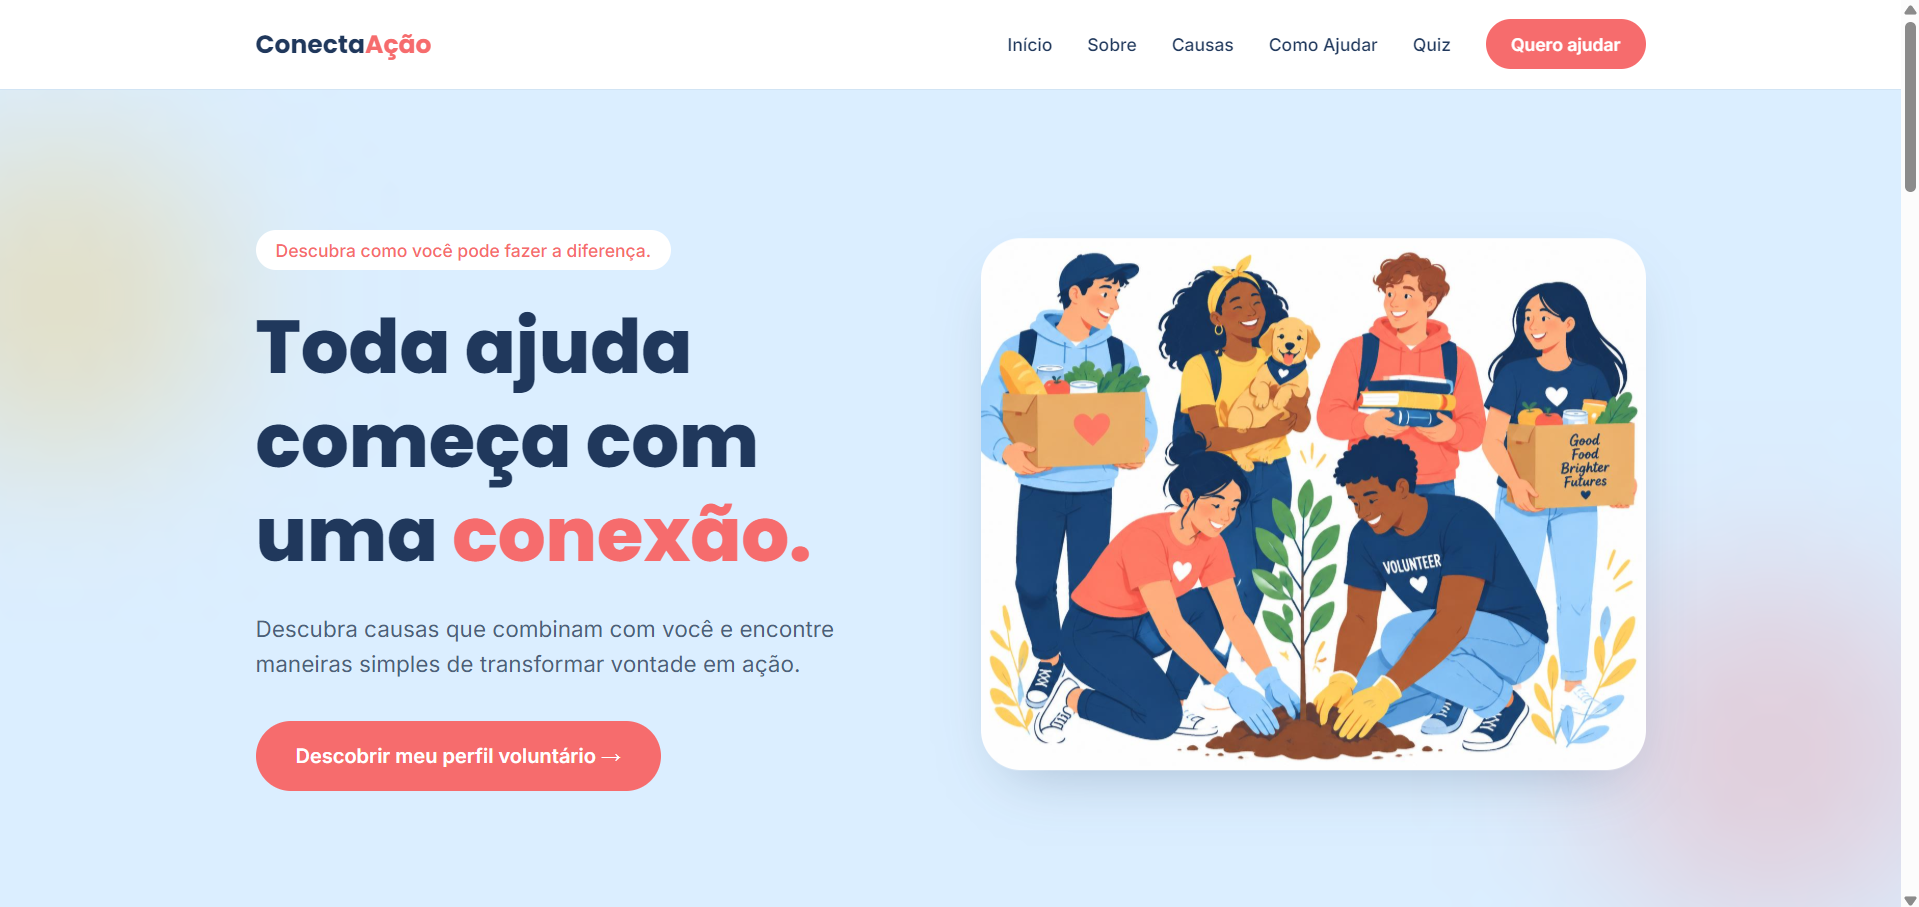 ConectaAção
Início
Sobre
Causas
Como Ajudar
Quiz
Quero ajudar
Descubra como você pode fazer a diferença.
Toda ajuda
começa com
uma conexão.
Descubra causas que combinam com você e encontre
maneiras simples de transformar vontade em ação.
Descobrir meu perfil voluntário →
Good
Food
Brighter
Futures
VOLUNTEER